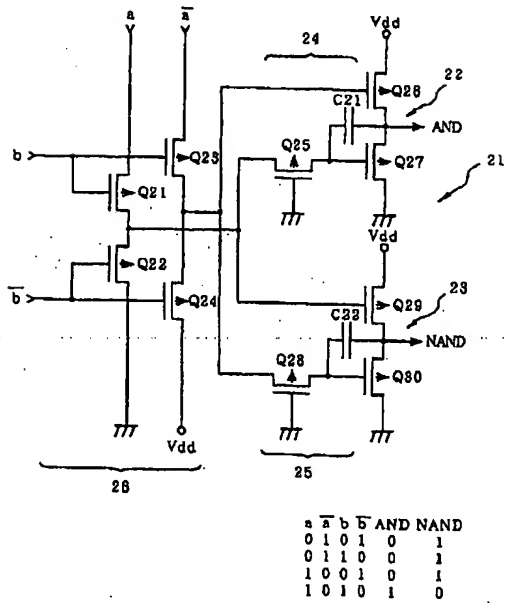 a a̅
24
Vdd
Q26
C21
22
AND
Q25
Q27
21
b
Q23
Q21
Vdd
Q22
Q29
b̅
Q24
23
C22
NAND
Q28
Q30
Vdd
26
25
a a̅ b b̅ AND NAND
0 1 0 1 0 1
0 1 1 0 0 1
1 0 0 1 0 1
1 0 1 0 1 0